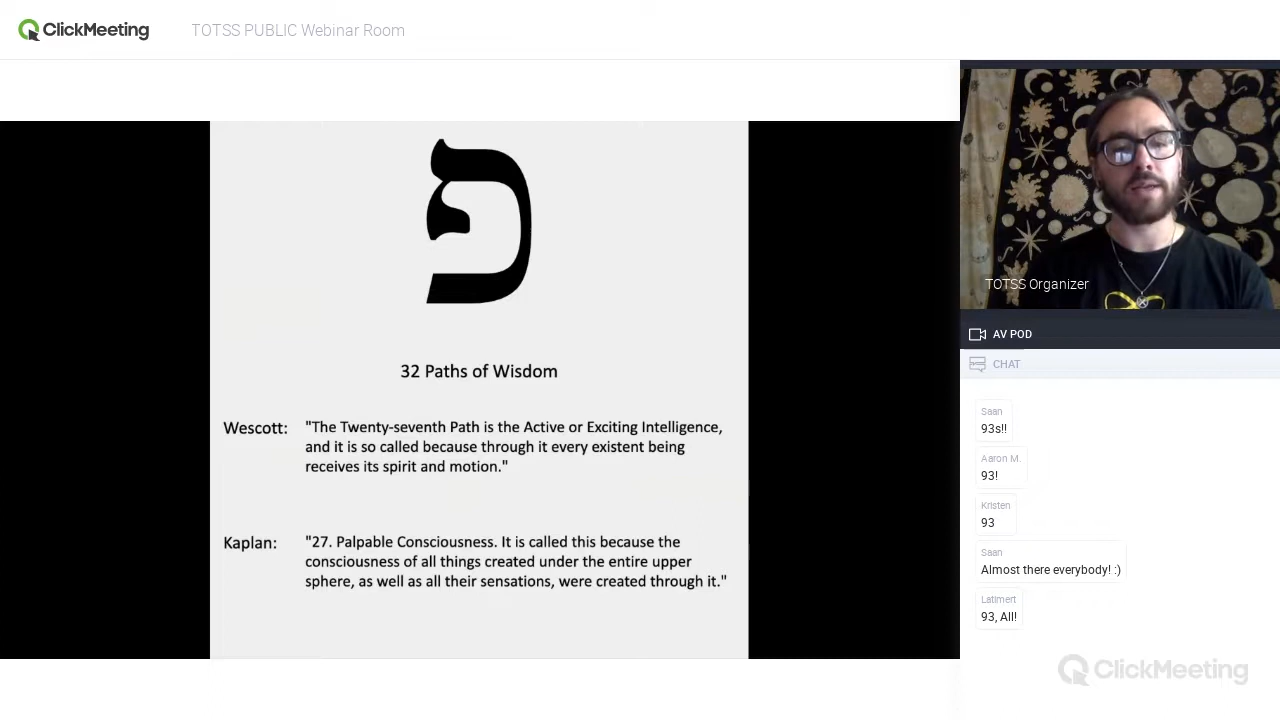 ClickMeeting
TOTSS PUBLIC Webinar Room
פ
32 Paths of Wisdom
Wescott:
"The Twenty-seventh Path is the Active or Exciting Intelligence,
and it is so called because through it every existent being
receives its spirit and motion."
Kaplan:
"27. Palpable Consciousness. It is called this because the
consciousness of all things created under the entire upper
sphere, as well as all their sensations, were created through it."
TOTSS Organizer
AV POD
CHAT
Saan
93s!!
Aaron M.
93!
Kristen
93
Saan
Almost there everybody! :)
Latimert
93, All!
ClickMeeting